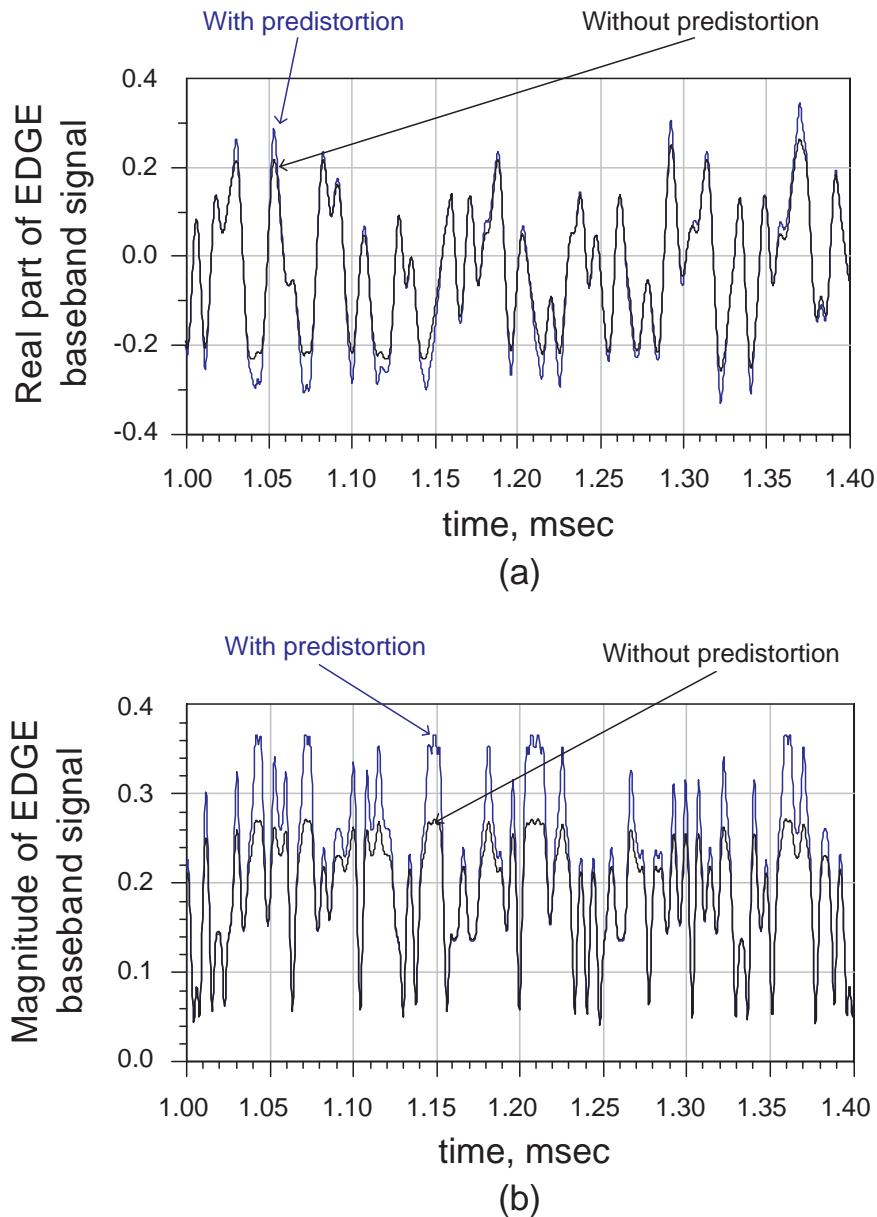 With predistortion
Without predistortion
Real part of EDGE
baseband signal
0.4
0.2
0.0
-0.2
-0.4
1.00
1.05
1.10
1.15
1.20
1.25
1.30
1.35
1.40
time, msec
(a)
With predistortion
Without predistortion
Magnitude of EDGE
baseband signal
0.4
0.3
0.2
0.1
0.0
1.00
1.05
1.10
1.15
1.20
1.25
1.30
1.35
1.40
time, msec
(b)